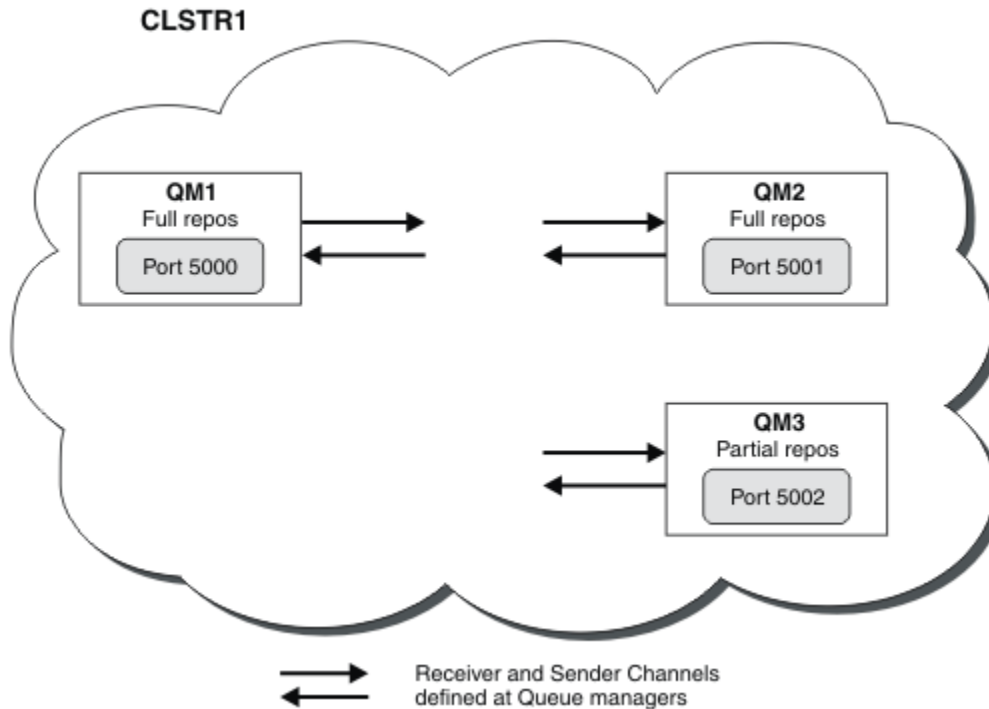 CLSTR1
QM1
Full repos
Port 5000
QM2
Full repos
Port 5001
QM3
Partial repos
Port 5002
Receiver and Sender Channels
defined at Queue managers